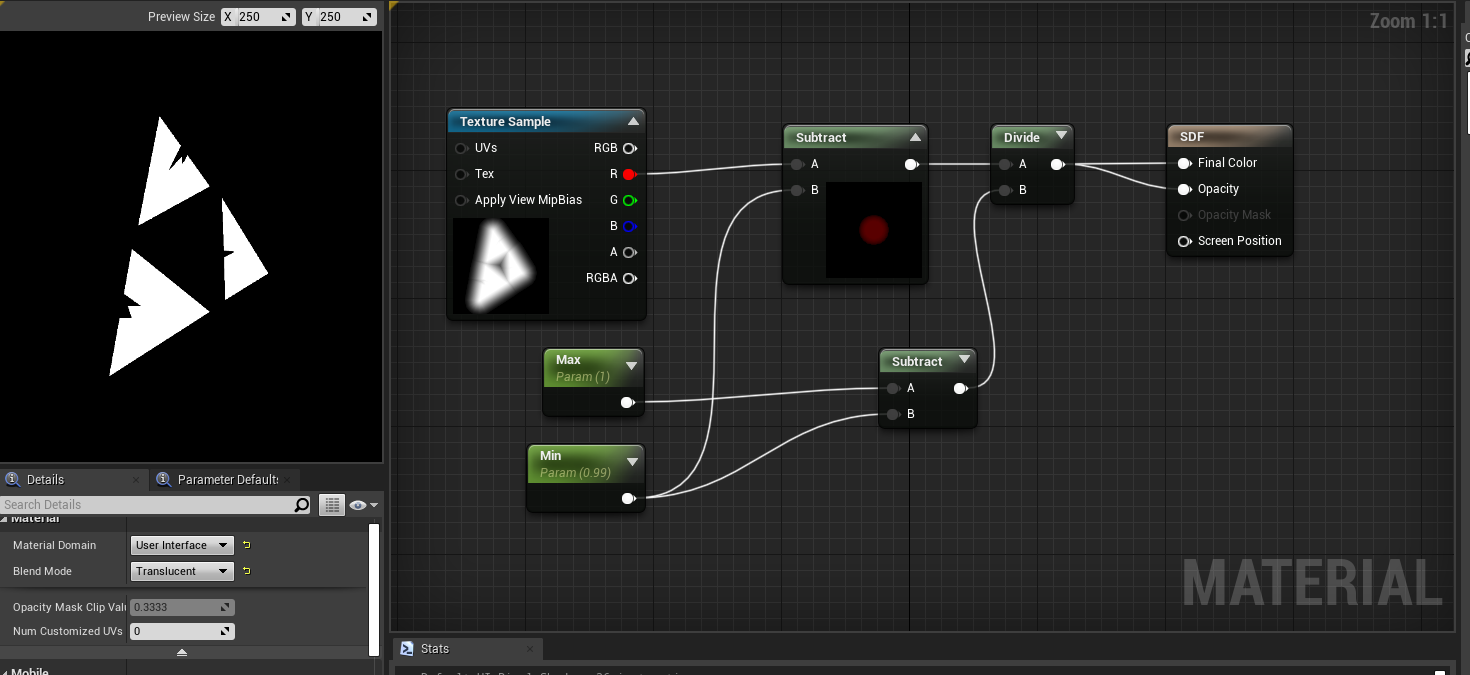 Preview Size X 250 Y 250
Zoom 1:1
Texture Sample
UVs RGB
Tex R
Apply View MipBias G
B
A
RGBA
Subtract
A
B
Divide
A
B
SDF
Final Color
Opacity
Opacity Mask
Screen Position
Max
Param (1)
Subtract
A
B
Min
Param (0.99)
MATERIAL
Details
Search Details
Material
Material Domain User Interface
Blend Mode Translucent
Opacity Mask Clip Valu 0.3333
Num Customized UVs 0
Mobile
Parameter Defaults
Stats